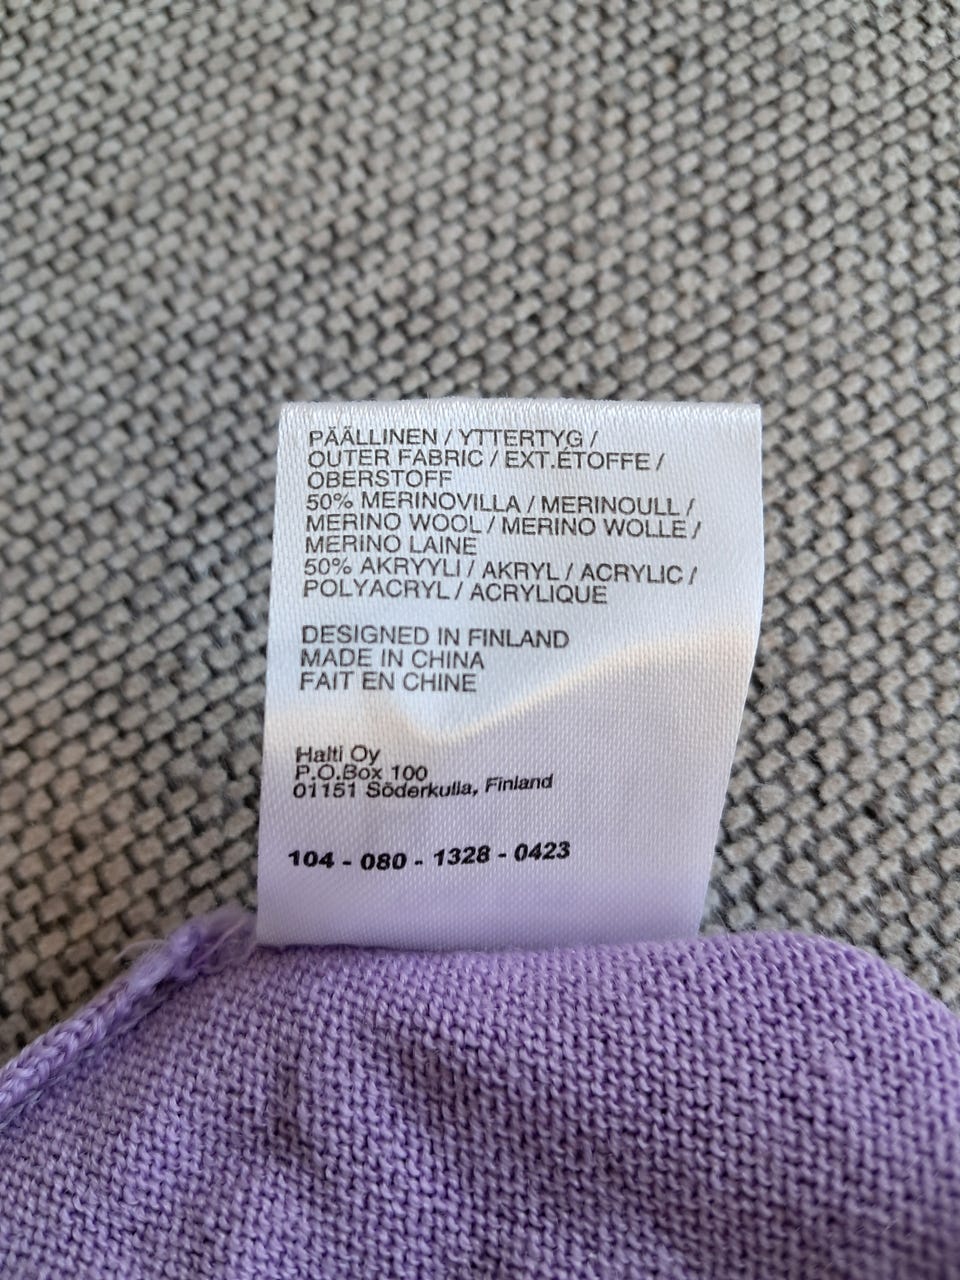 PÄÄLLINEN / YTTERTYG /
OUTER FABRIC / EXT.ÉTOFFE /
OBERSTOFF
50% MERINOVILLA / MERINOULL /
MERINO WOOL / MERINO WOLLE /
MERINO LAINE
50% AKRYYLI / AKRYL / ACRYLIC /
POLYACRYL / ACRYLIQUE
DESIGNED IN FINLAND
MADE IN CHINA
FAIT EN CHINE
Halti Oy
P.O.Box 100
01151 Söderkulla, Finland
104 - 080 - 1328 - 0423